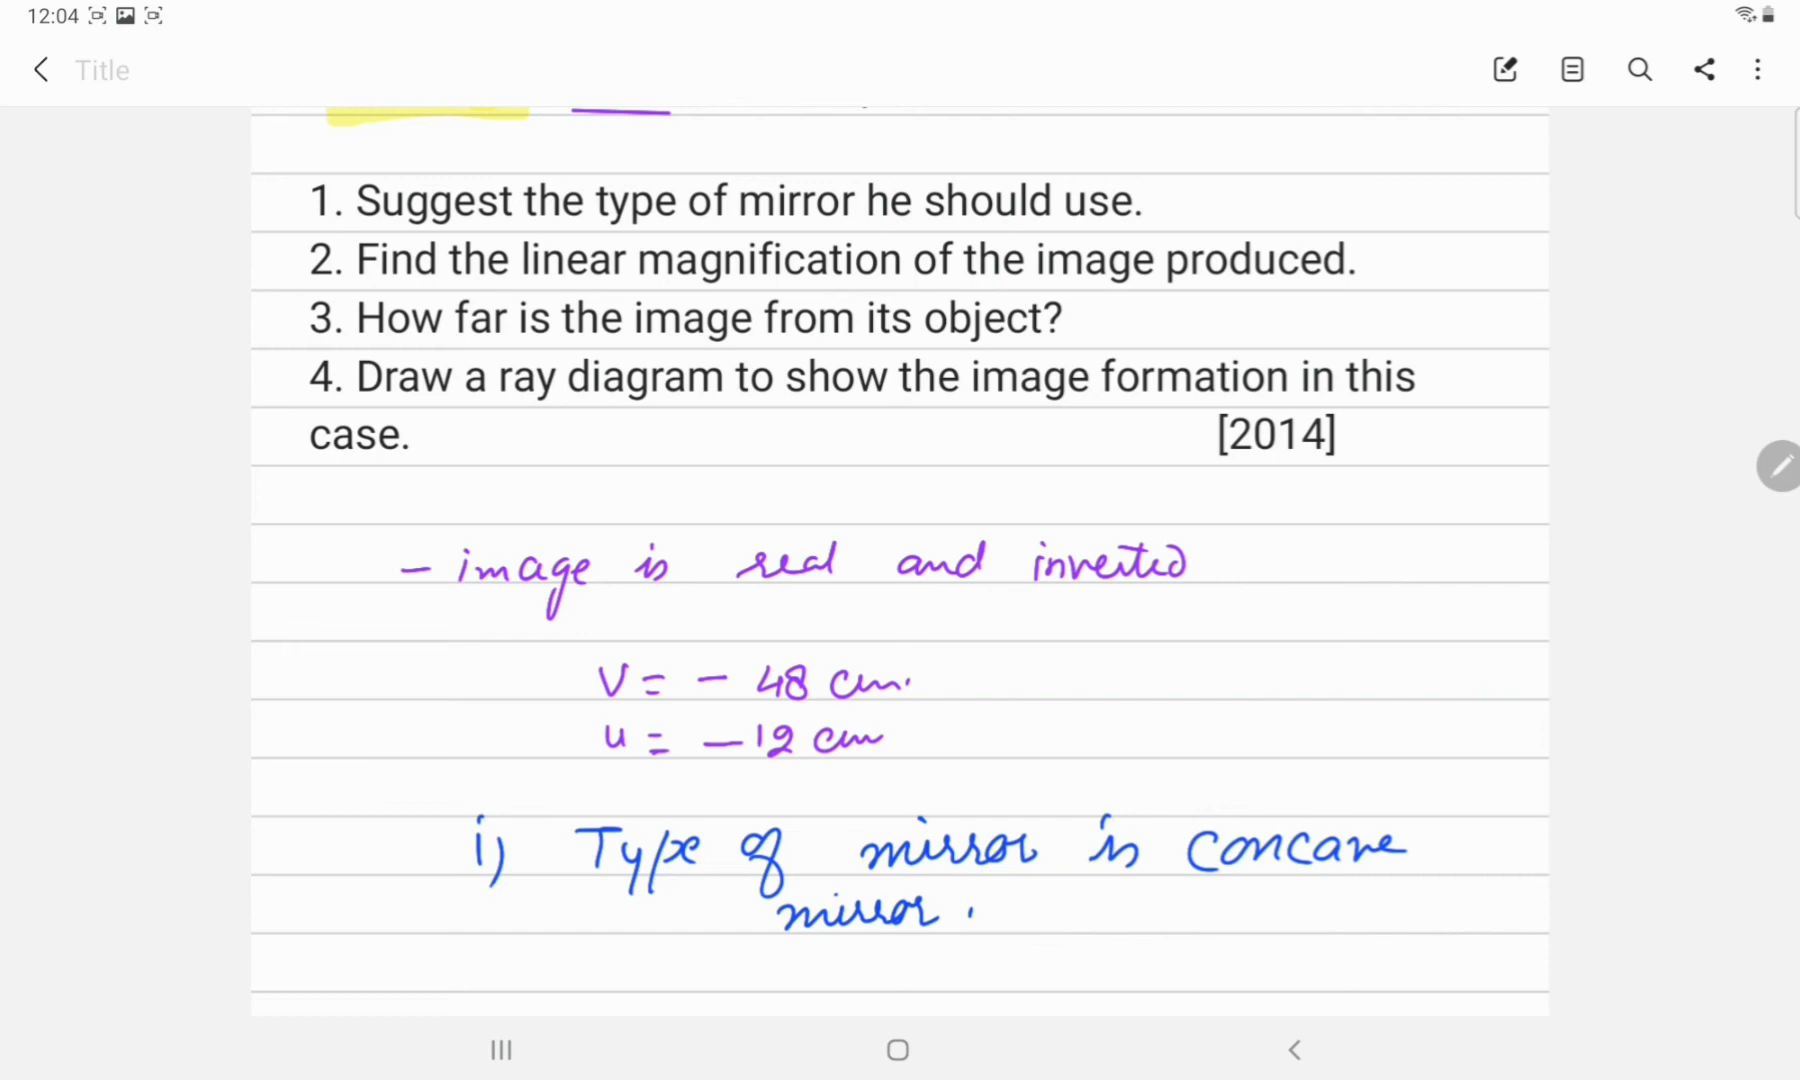 12:04
Title
1. Suggest the type of mirror he should use.
2. Find the linear magnification of the image produced.
3. How far is the image from its object?
4. Draw a ray diagram to show the image formation in this
case. [2014]
- image is real and inverted
V = - 48 cm.
u = -12 cm
i) Type of mirror is concave
mirror.